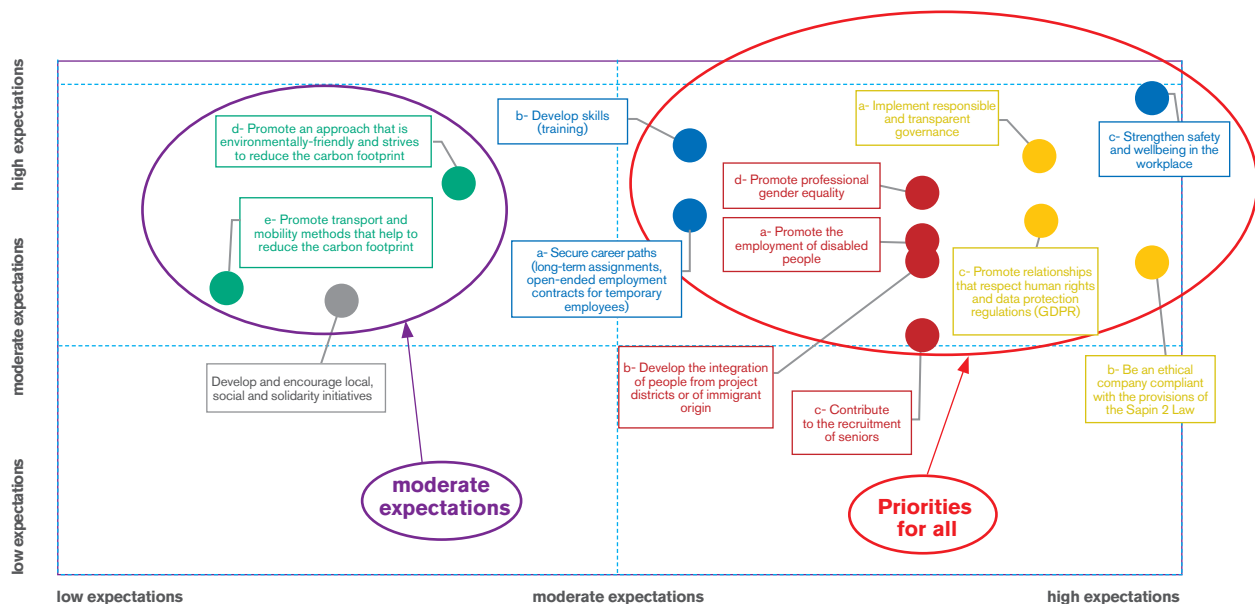 high expectations
moderate expectations
low expectations
d- Promote an approach that is
environmentally-friendly and strives
to reduce the carbon footprint
e- Promote transport and
mobility methods that help to
reduce the carbon footprint
Develop and encourage local,
social and solidarity initiatives
moderate
expectations
b- Develop skills
(training)
a- Secure career paths
(long-term assignments,
open-ended employment
contracts for temporary
employees)
d- Promote professional
gender equality
a- Promote the
employment of disabled
people
b- Develop the integration
of people from project
districts or of immigrant
origin
c- Contribute
to the recruitment
of seniors
a- Implement responsible
and transparent
governance
c- Promote relationships
that respect human rights
and data protection
regulations (GDPR)
c- Strengthen safety
and wellbeing in the
workplace
b- Be an ethical
company compliant
with the provisions of
the Sapin 2 Law
Priorities
for all
low expectations
moderate expectations
high expectations